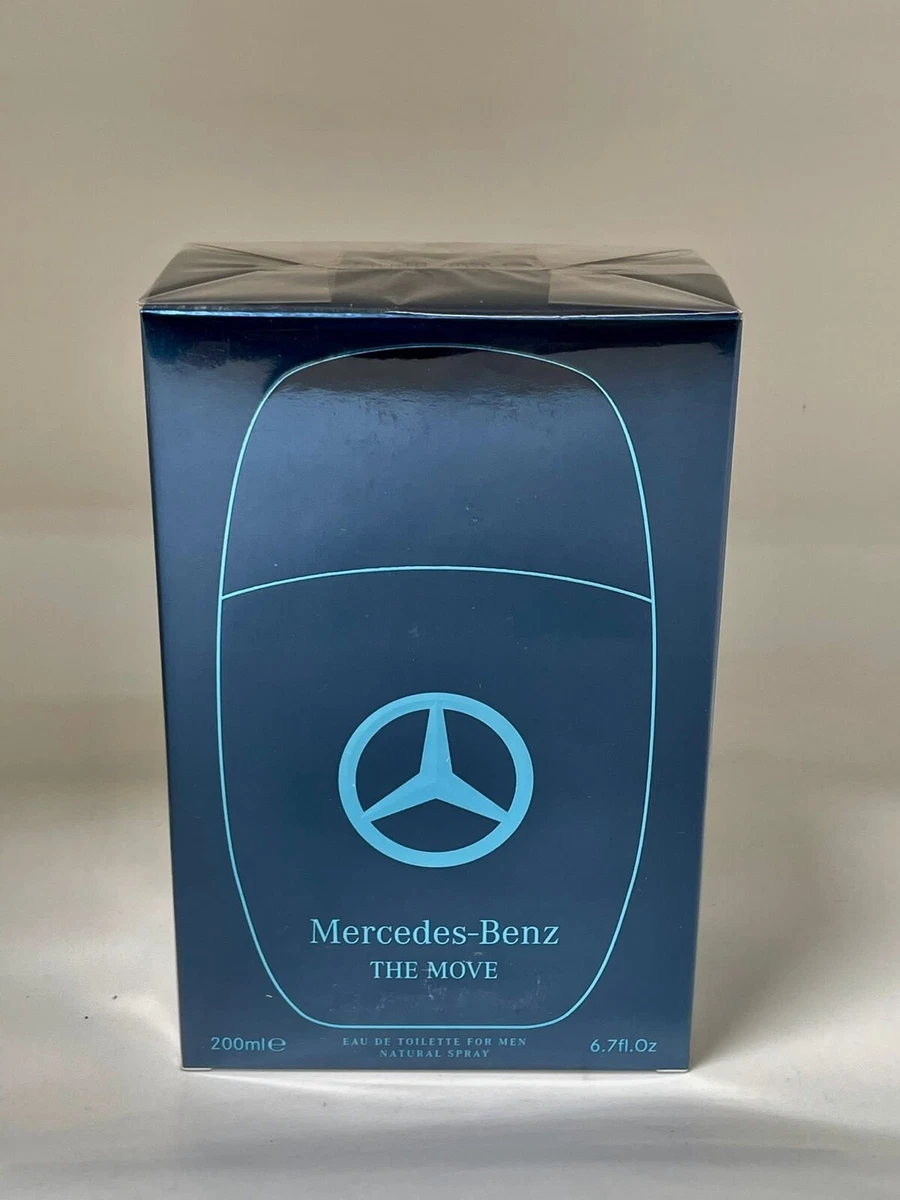 Mercedes-Benz
THE MOVE
200ml℮
EAU DE TOILETTE FOR MEN
NATURAL SPRAY
6.7fl.Oz